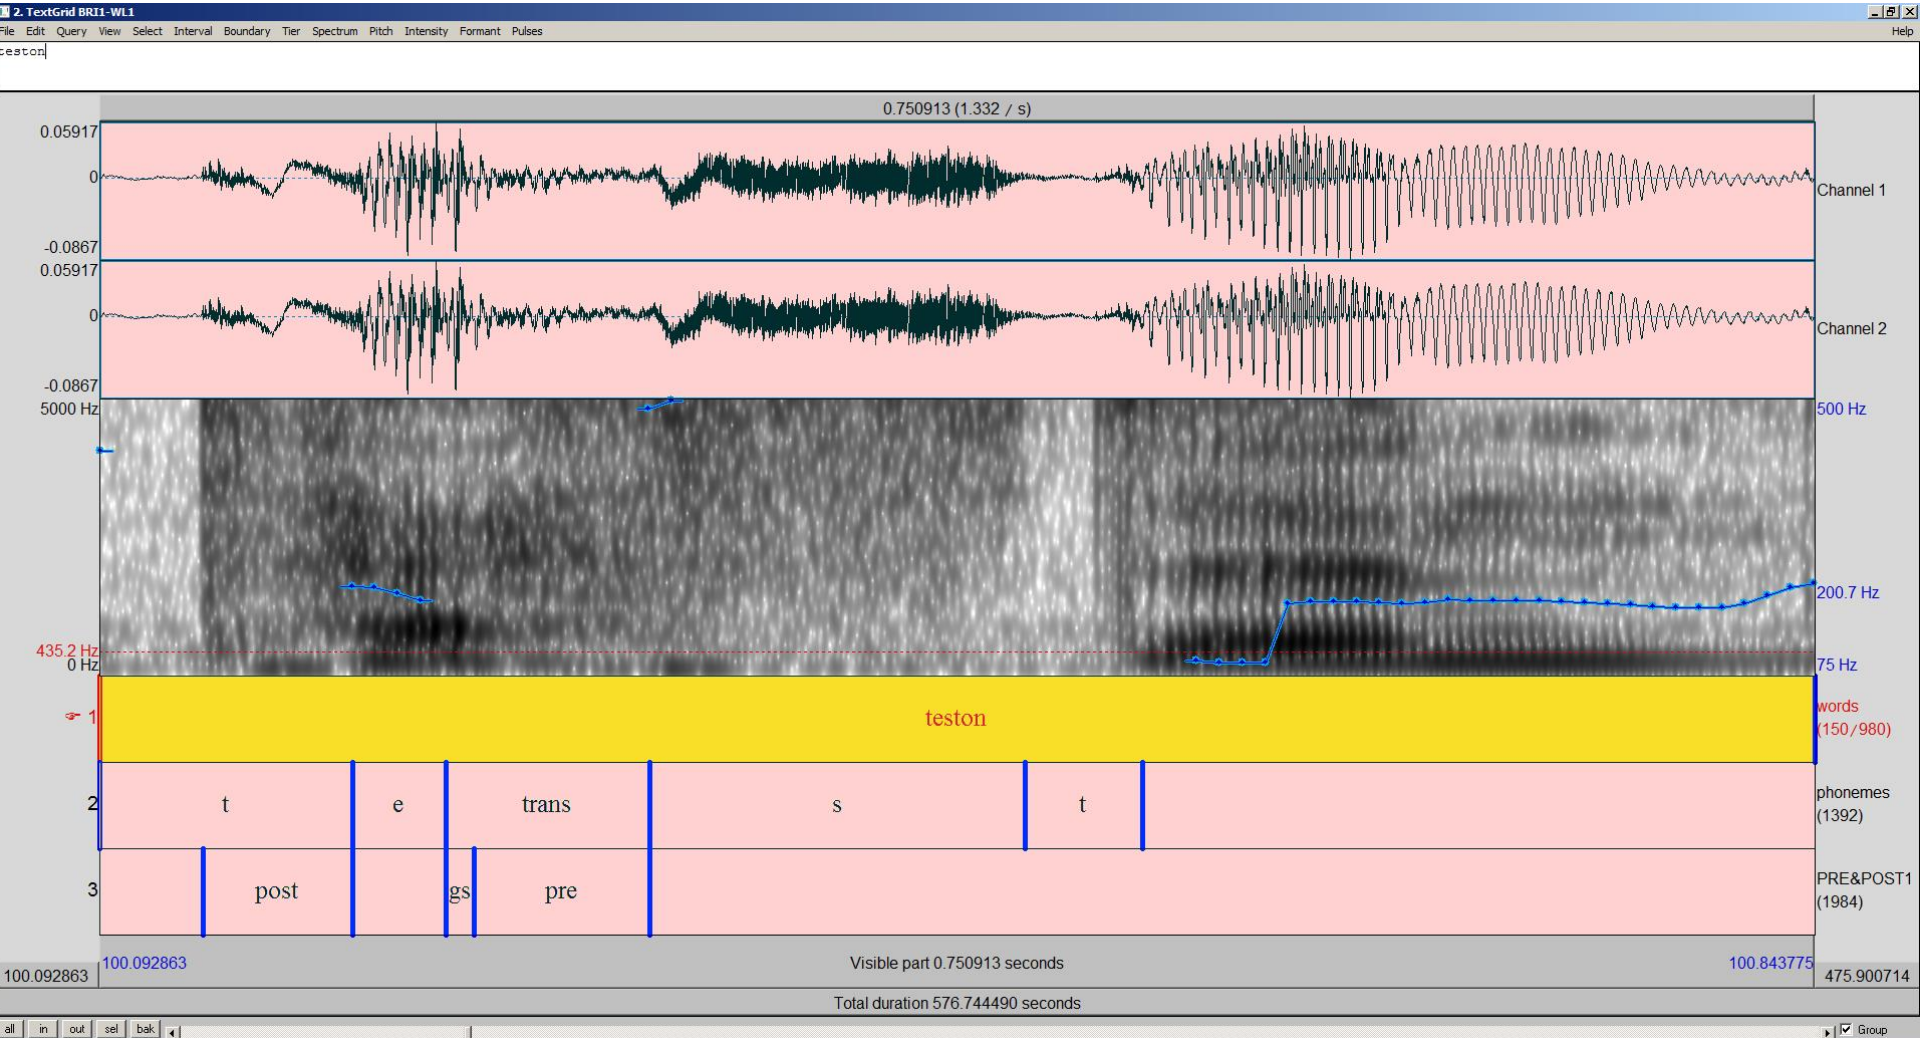 2. TextGrid BRI1-WL1
File Edit Query View Select Interval Boundary Tier Spectrum Pitch Intensity Formant Pulses Help
teston
0.750913 (1.332 / s)
0.05917
0
-0.0867
Channel 1
0.05917
0
-0.0867
Channel 2
5000 Hz
500 Hz
200.7 Hz
435.2 Hz
0 Hz
75 Hz
1 teston words
(150/980)
2 t e trans s t phonemes
(1392)
3 post gs pre PRE&POST1
(1984)
100.092863 Visible part 0.750913 seconds 100.843775
100.092863 475.900714
Total duration 576.744490 seconds
all in out sel bak Group